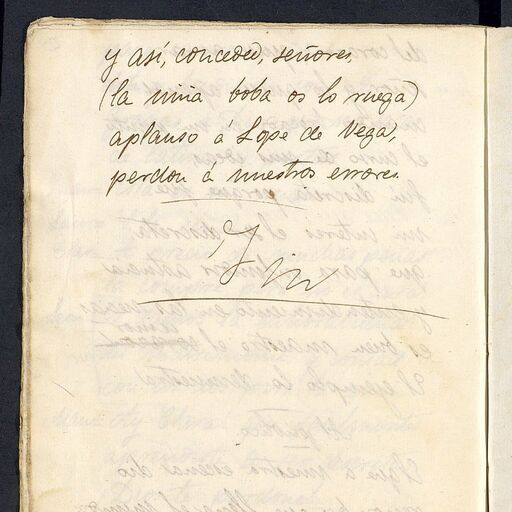 y así, conceded, señores,
(la niña boba os lo ruega)
aplauso á Lope de Vega,
perdon á nuestros errores.
Fin